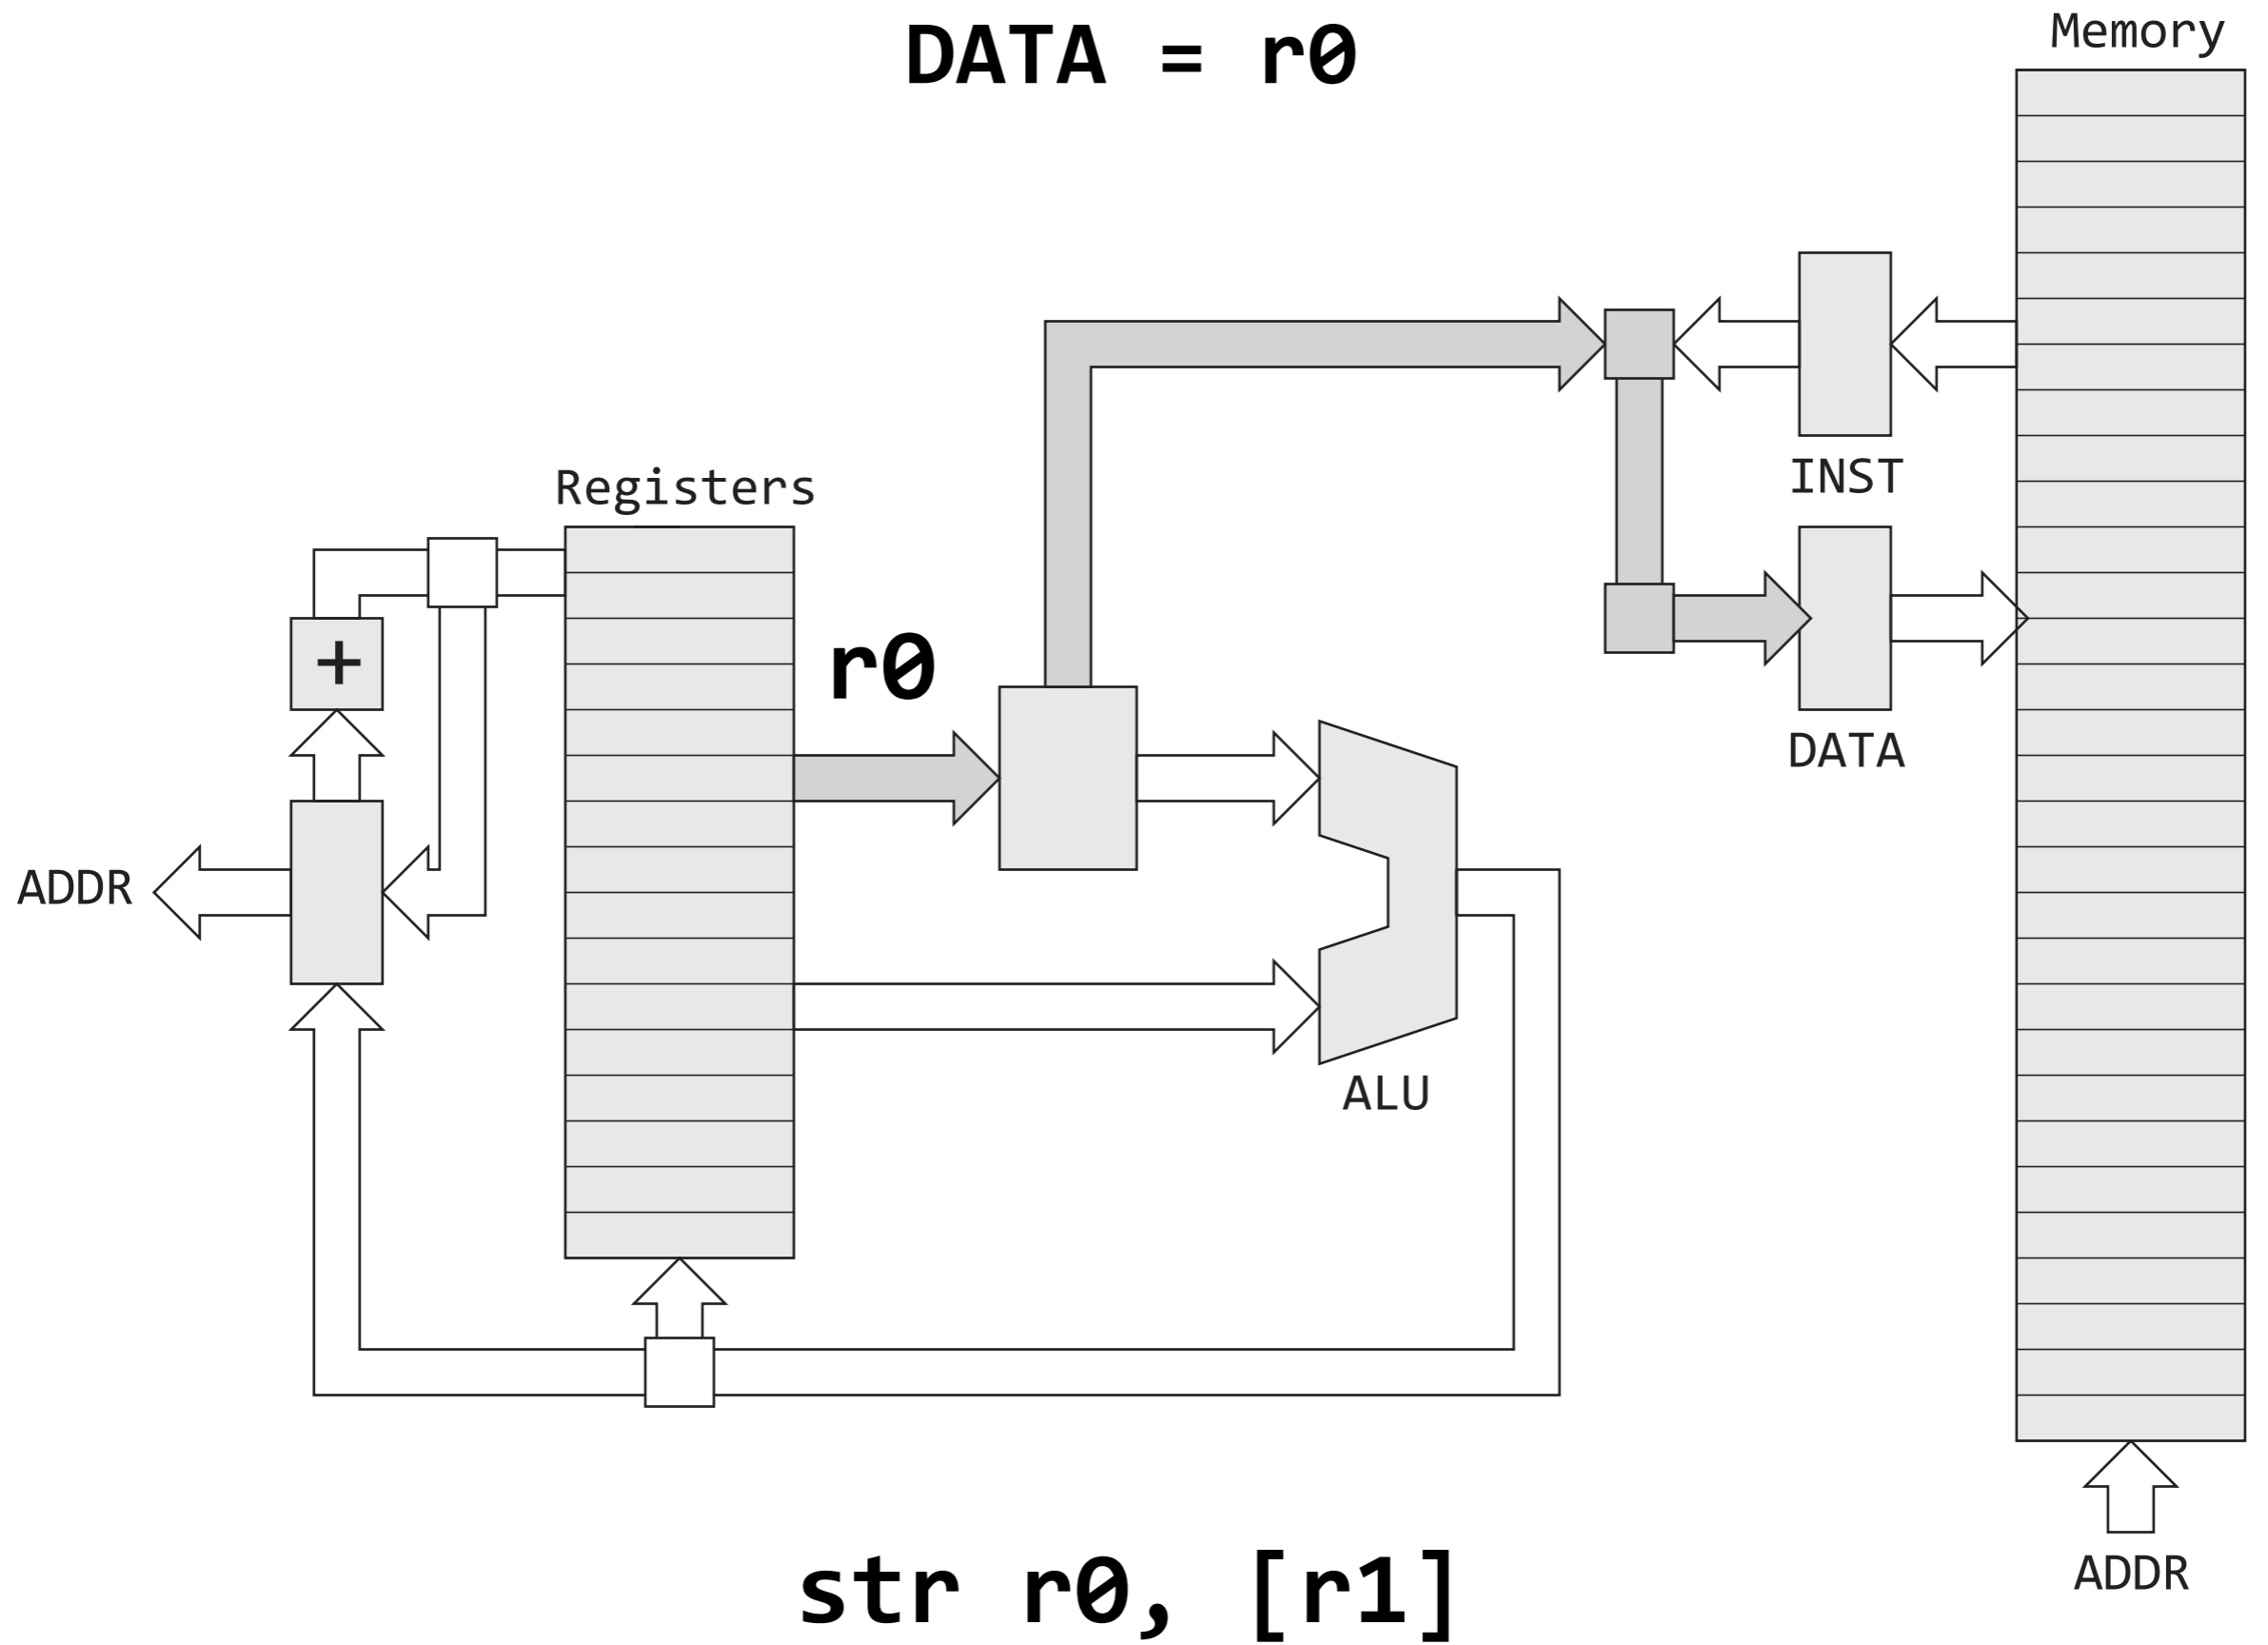 DATA = r0
Memory
INST
Registers
+
r0
DATA
ADDR
ALU
ADDR
str r0, [r1]